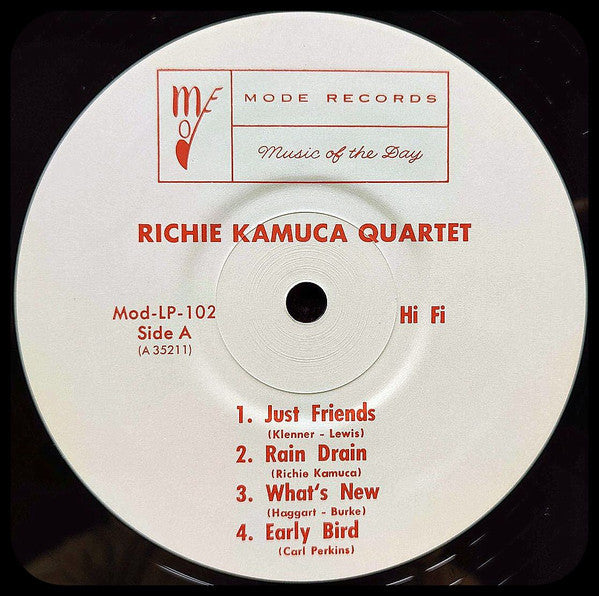 MODE
MODE RECORDS
Music of the Day
RICHIE KAMUCA QUARTET
Mod-LP-102
Side A
(A 35211)
Hi Fi
1. Just Friends
(Klenner - Lewis)
2. Rain Drain
(Richie Kamuca)
3. What's New
(Haggart - Burke)
4. Early Bird
(Carl Perkins)